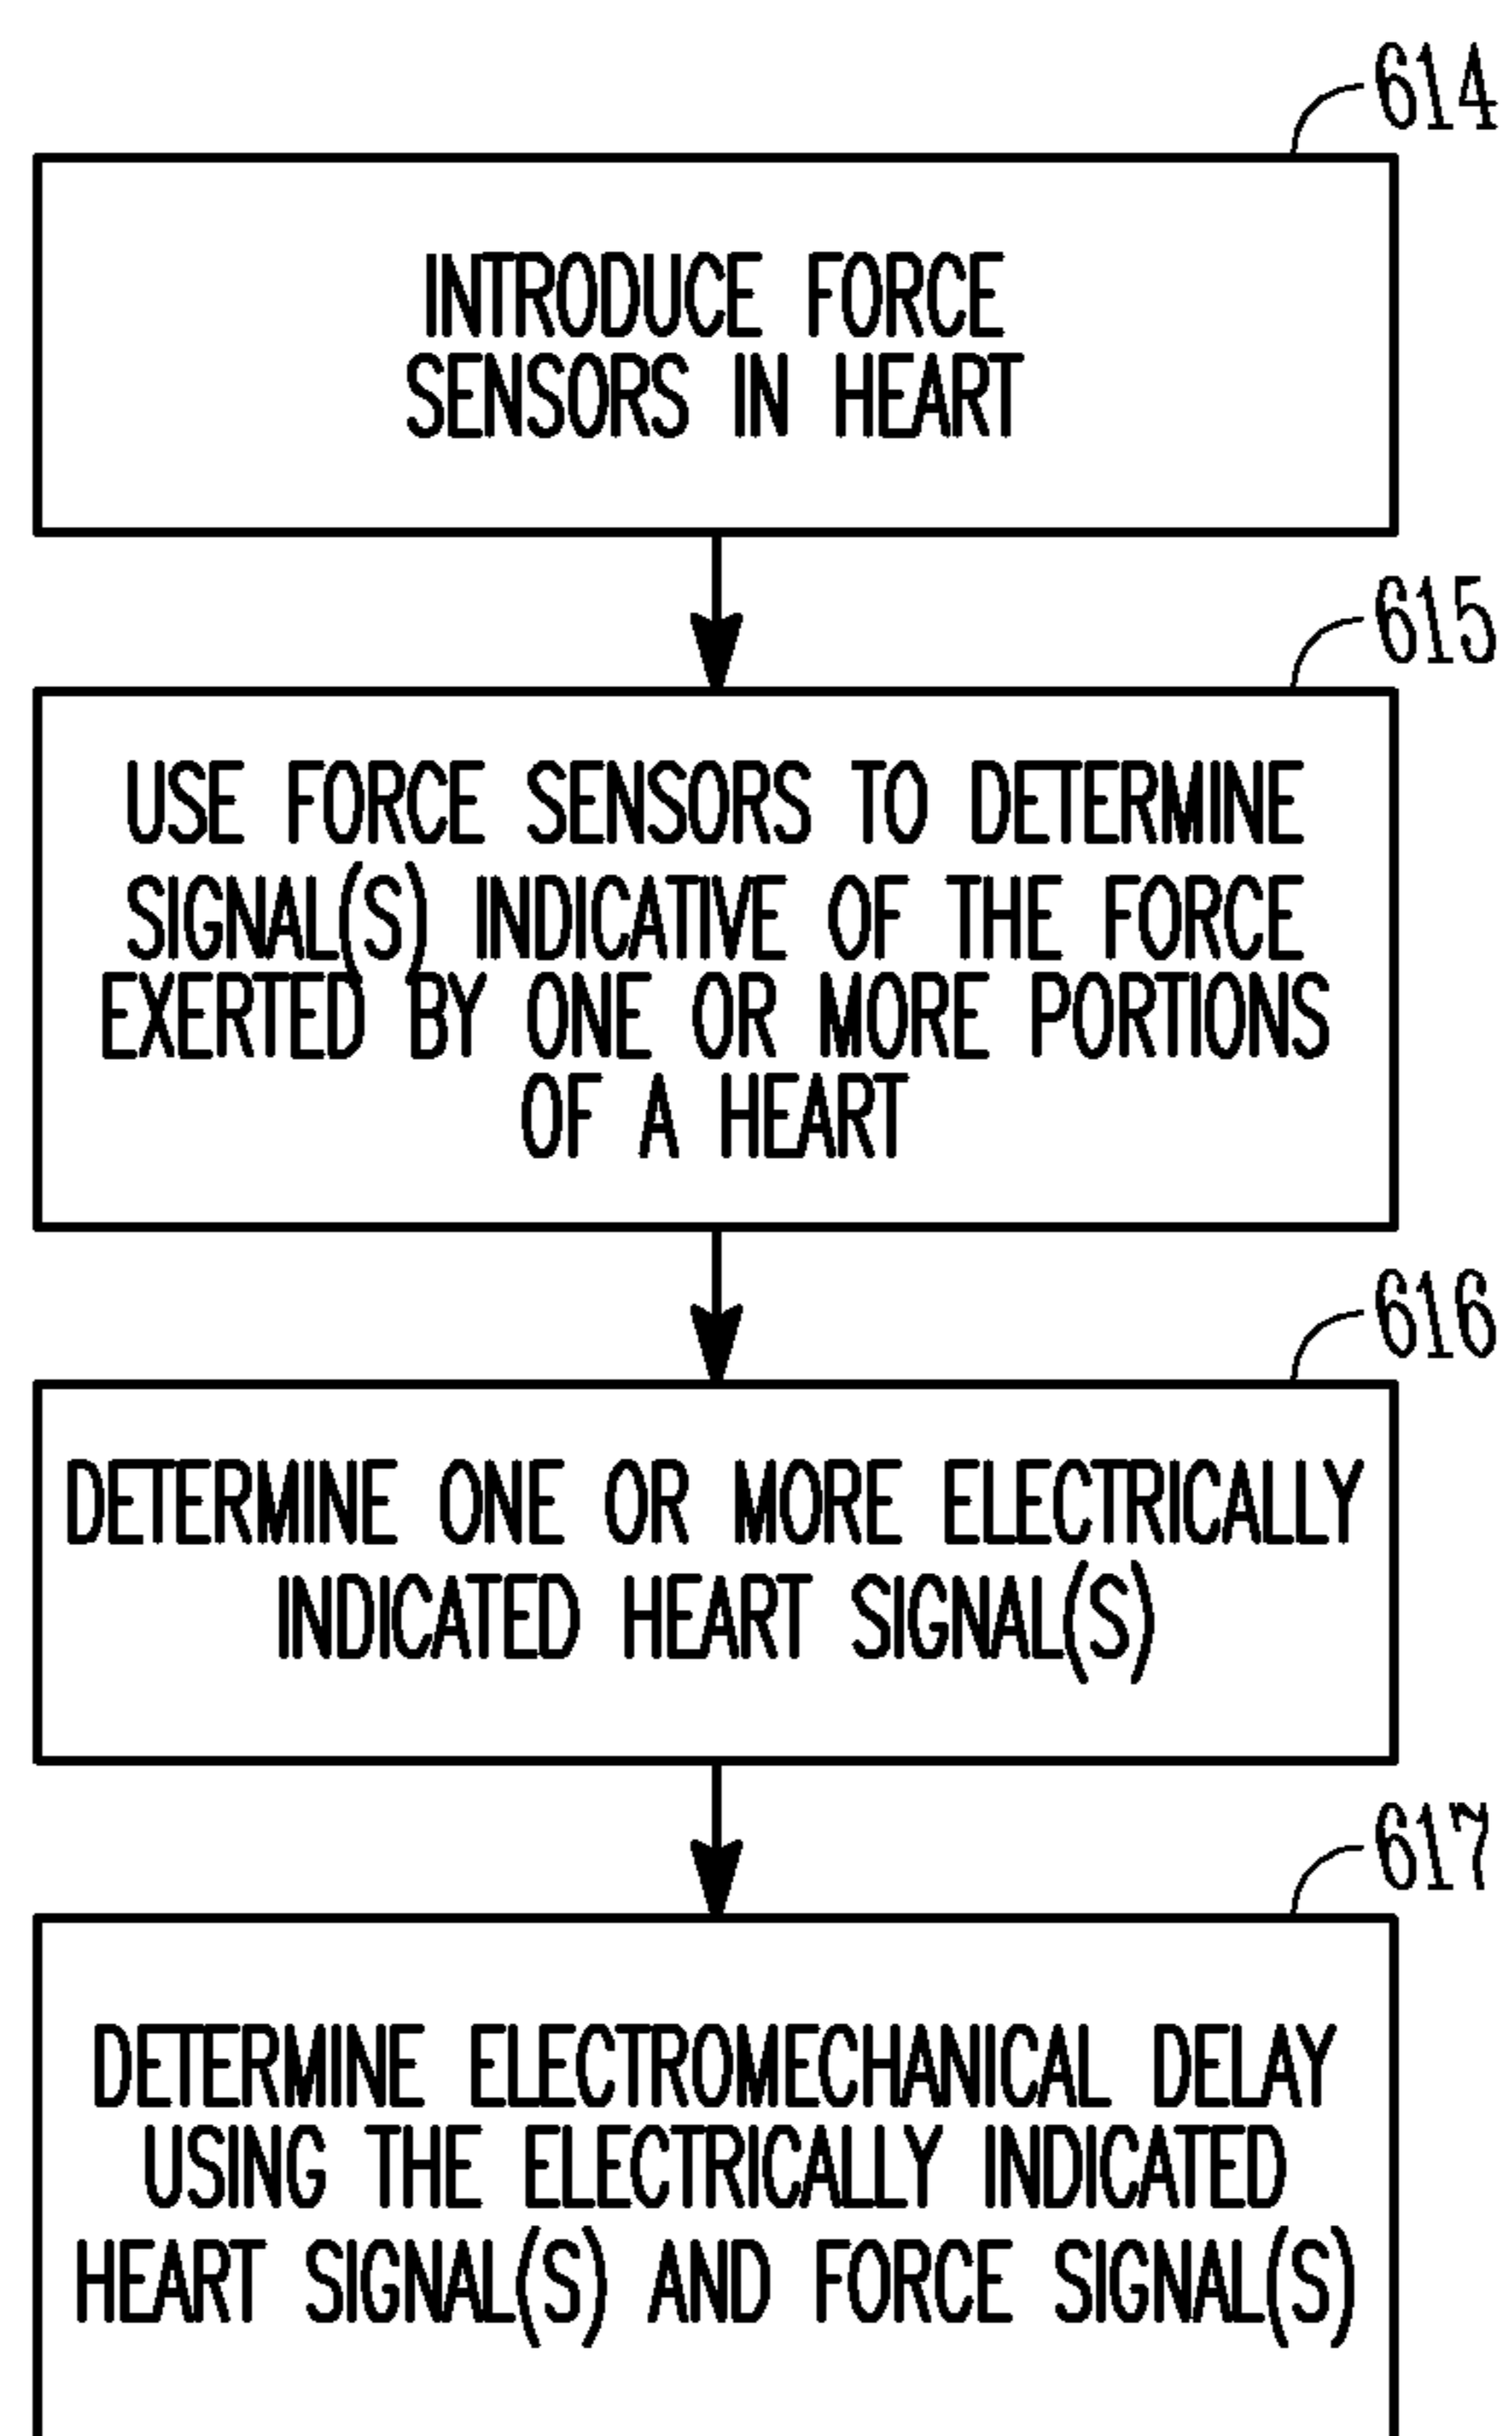 614
INTRODUCE FORCE
SENSORS IN HEART
615
USE FORCE SENSORS TO DETERMINE
SIGNAL(S) INDICATIVE OF THE FORCE
EXERTED BY ONE OR MORE PORTIONS
OF A HEART
616
DETERMINE ONE OR MORE ELECTRICALLY
INDICATED HEART SIGNAL(S)
617
DETERMINE ELECTROMECHANICAL DELAY
USING THE ELECTRICALLY INDICATED
HEART SIGNAL(S) AND FORCE SIGNAL(S)